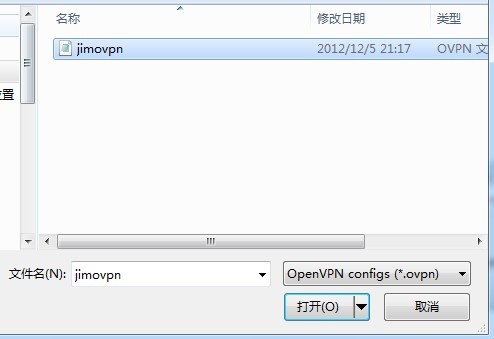 名称 修改日期 类型
jimovpn 2012/12/5 21:17 OVPN 文
位置
文件名(N): jimovpn OpenVPN configs (*.ovpn)
打开(O) 取消